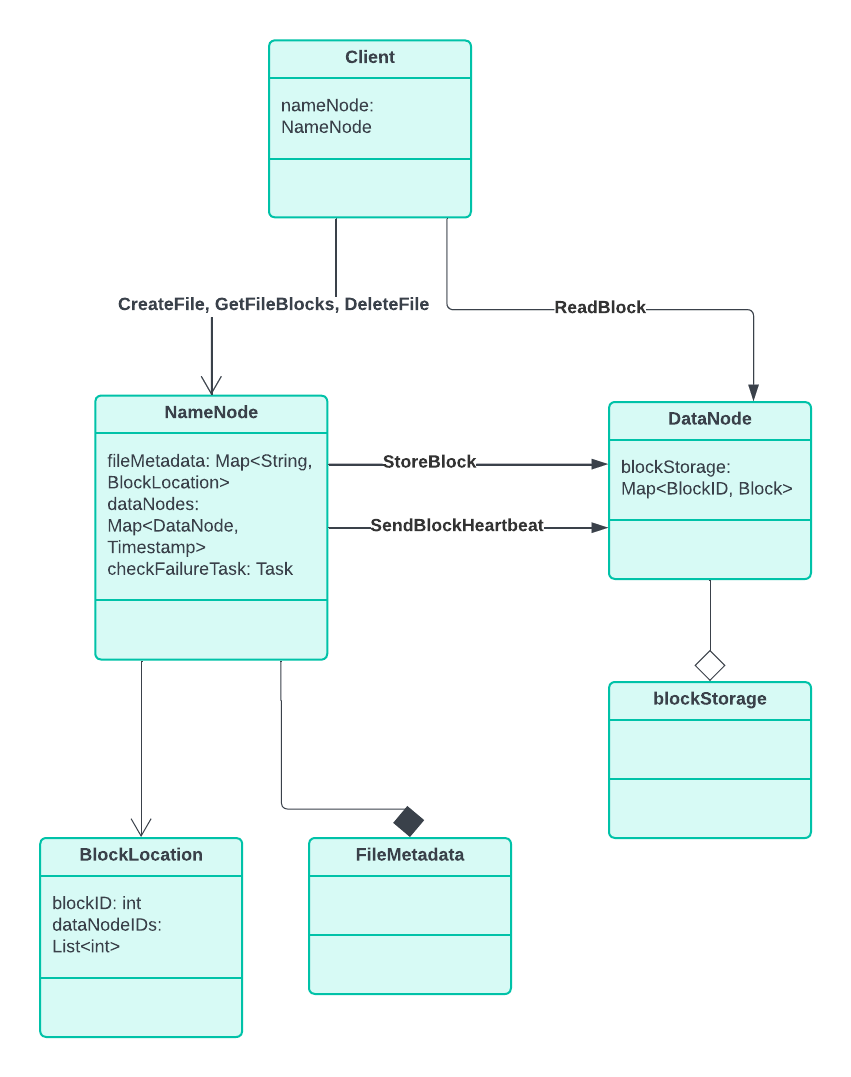 Client
nameNode:
NameNode
CreateFile, GetFileBlocks, DeleteFile
ReadBlock
NameNode
fileMetadata: Map<String,
BlockLocation>
dataNodes:
Map<DataNode,
Timestamp>
checkFailureTask: Task
StoreBlock
SendBlockHeartbeat
DataNode
blockStorage:
Map<BlockID, Block>
blockStorage
BlockLocation
blockID: int
dataNodeIDs:
List<int>
FileMetadata